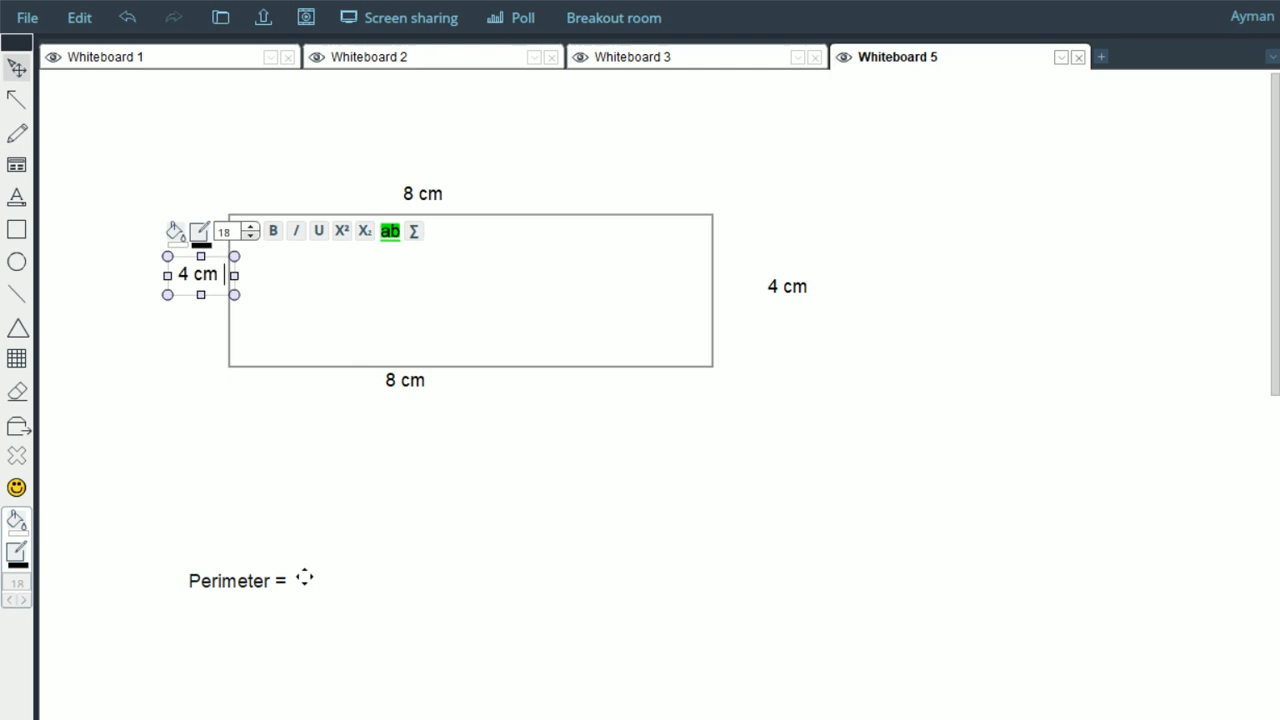 File Edit Screen sharing Poll Breakout room Ayman
Whiteboard 1 Whiteboard 2 Whiteboard 3 Whiteboard 5
8 cm
18 B I U X² X₂ ab Σ
4 cm
4 cm
8 cm
Perimeter =
18